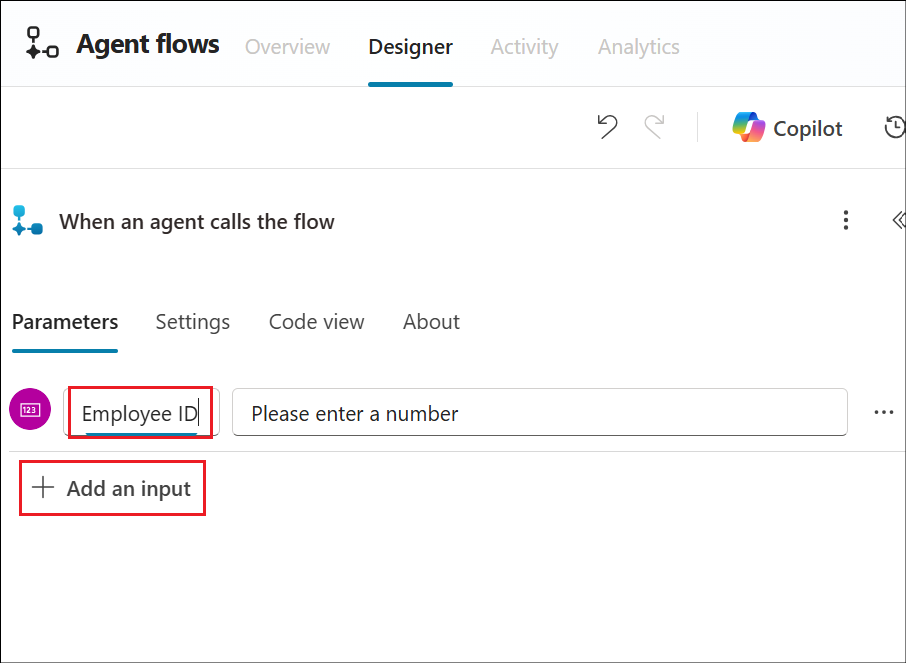 Agent flows Overview Designer Activity Analytics
Copilot
When an agent calls the flow
Parameters Settings Code view About
123 Employee ID Please enter a number
Add an input